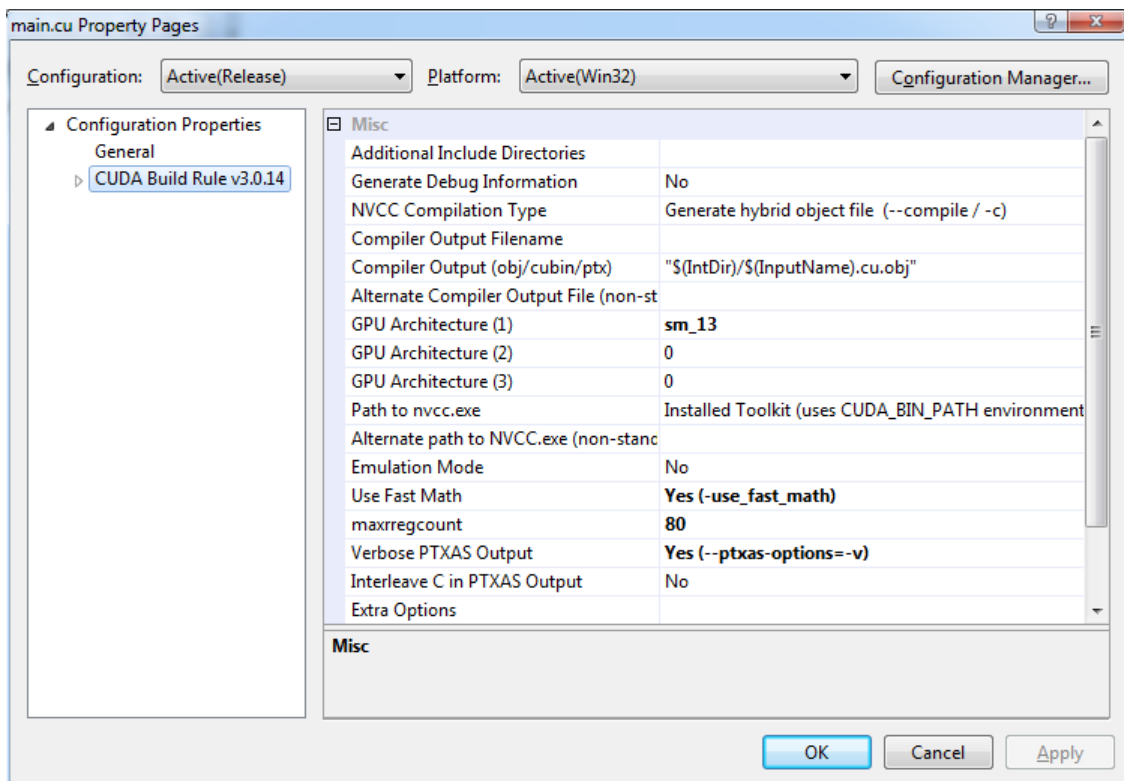 main.cu Property Pages
Configuration: Active(Release) Platform: Active(Win32) Configuration Manager...
Configuration Properties
General
CUDA Build Rule v3.0.14
Misc
Additional Include Directories
Generate Debug Information No
NVCC Compilation Type Generate hybrid object file (--compile / -c)
Compiler Output Filename
Compiler Output (obj/cubin/ptx) "$(IntDir)/$(InputName).cu.obj"
Alternate Compiler Output File (non-st
GPU Architecture (1) sm_13
GPU Architecture (2) 0
GPU Architecture (3) 0
Path to nvcc.exe Installed Toolkit (uses CUDA_BIN_PATH environment
Alternate path to NVCC.exe (non-stand
Emulation Mode No
Use Fast Math Yes (-use_fast_math)
maxrregcount 80
Verbose PTXAS Output Yes (--ptxas-options=-v)
Interleave C in PTXAS Output No
Extra Options
Misc
OK Cancel Apply